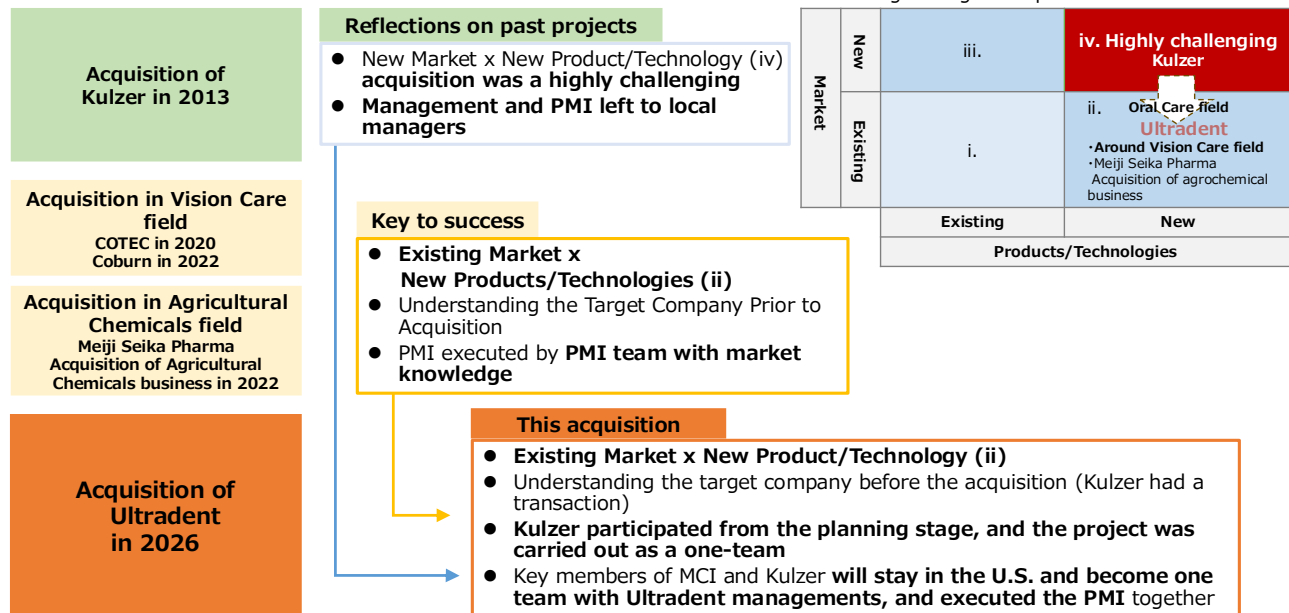 Acquisition of
Kulzer in 2013
Acquisition in Vision Care
field
COTEC in 2020
Coburn in 2022
Acquisition in Agricultural
Chemicals field
Meiji Seika Pharma
Acquisition of Agricultural
Chemicals business in 2022
Acquisition of
Ultradent
in 2026
Reflections on past projects
● New Market x New Product/Technology (iv)
acquisition was a highly challenging
● Management and PMI left to local
managers
Key to success
● Existing Market x
New Products/Technologies (ii)
● Understanding the Target Company Prior to
Acquisition
● PMI executed by PMI team with market
knowledge
This acquisition
● Existing Market x New Product/Technology (ii)
● Understanding the target company before the acquisition (Kulzer had a
transaction)
● Kulzer participated from the planning stage, and the project was
carried out as a one-team
● Key members of MCI and Kulzer will stay in the U.S. and become one
team with Ultradent managements, and executed the PMI together
Market
New
iii.
iv. Highly challenging
Kulzer
Existing
i.
ii. Oral Care field
Ultradent
・Around Vision Care field
・Meiji Seika Pharma
Acquisition of agrochemical
business
Existing
New
Products/Technologies